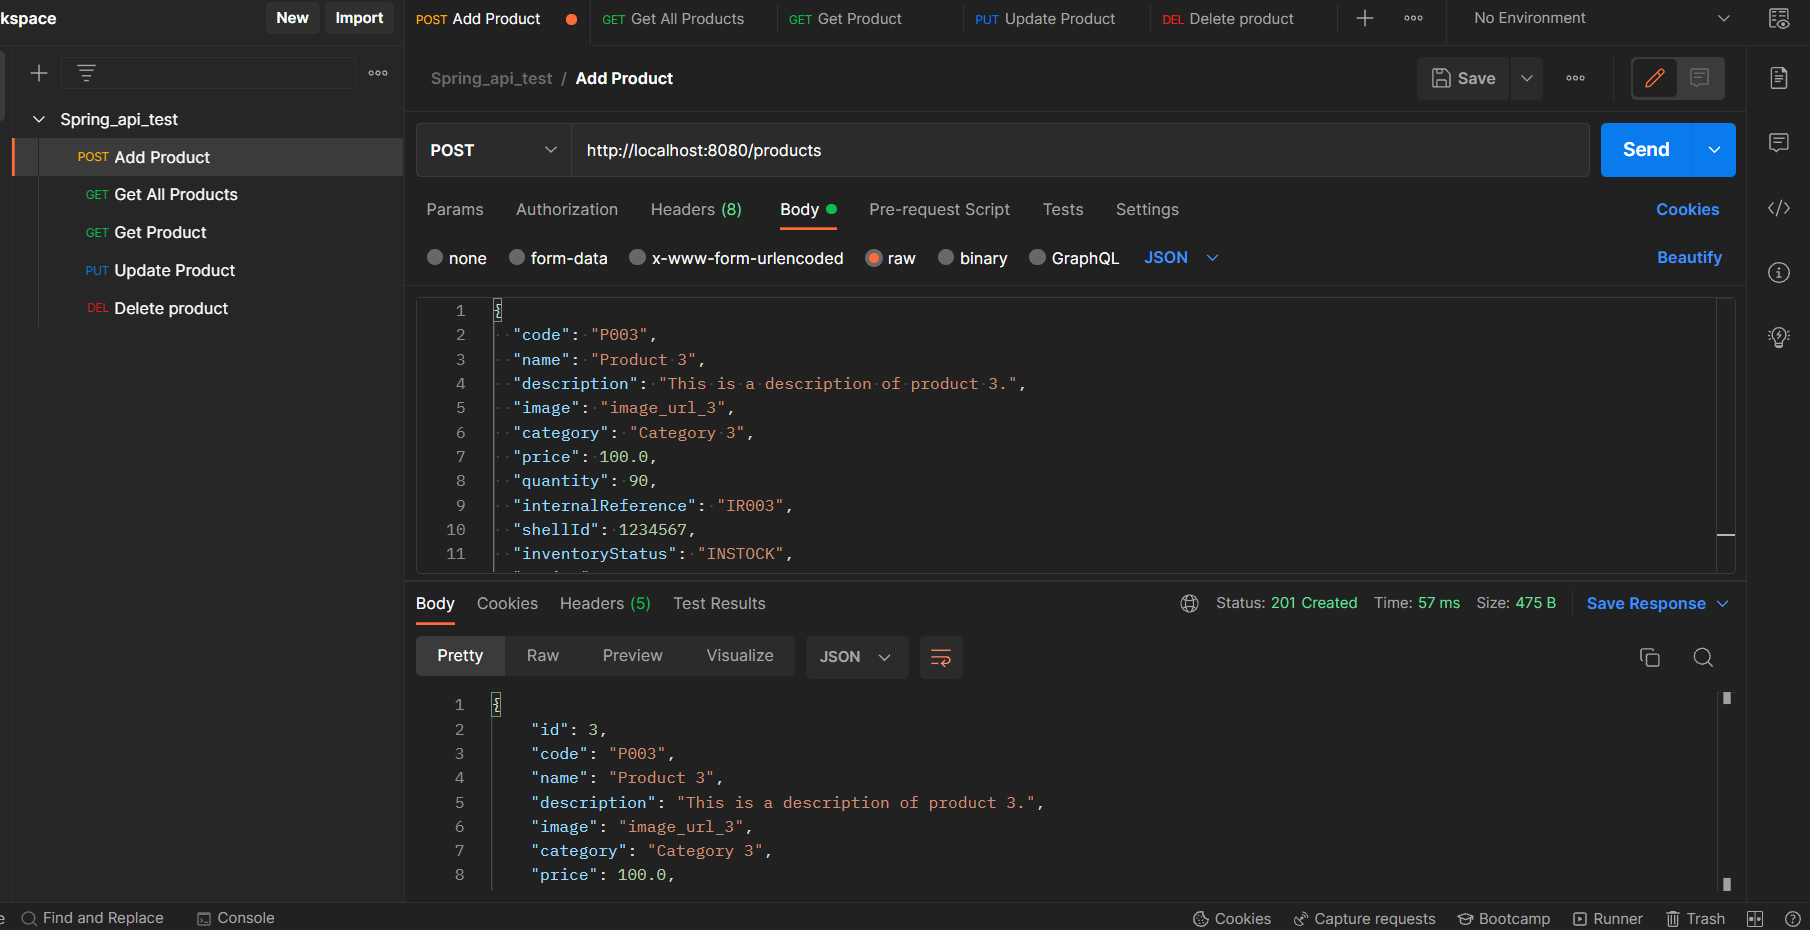 kspace
New
Import
POST Add Product
GET Get All Products
GET Get Product
PUT Update Product
DEL Delete product
No Environment
Spring_api_test
POST Add Product
GET Get All Products
GET Get Product
PUT Update Product
DEL Delete product
Spring_api_test / Add Product
Save
POST
http://localhost:8080/products
Send
Params
Authorization
Headers (8)
Body
Pre-request Script
Tests
Settings
Cookies
none
form-data
x-www-form-urlencoded
raw
binary
GraphQL
JSON
Beautify
1 {
2 "code": "P003",
3 "name": "Product 3",
4 "description": "This is a description of product 3.",
5 "image": "image_url_3",
6 "category": "Category 3",
7 "price": 100.0,
8 "quantity": 90,
9 "internalReference": "IR003",
10 "shellId": 1234567,
11 "inventoryStatus": "INSTOCK",
Body
Cookies
Headers (5)
Test Results
Status: 201 Created
Time: 57 ms
Size: 475 B
Save Response
Pretty
Raw
Preview
Visualize
JSON
1 {
2 "id": 3,
3 "code": "P003",
4 "name": "Product 3",
5 "description": "This is a description of product 3.",
6 "image": "image_url_3",
7 "category": "Category 3",
8 "price": 100.0,
e
Find and Replace
Console
Cookies
Capture requests
Bootcamp
Runner
Trash